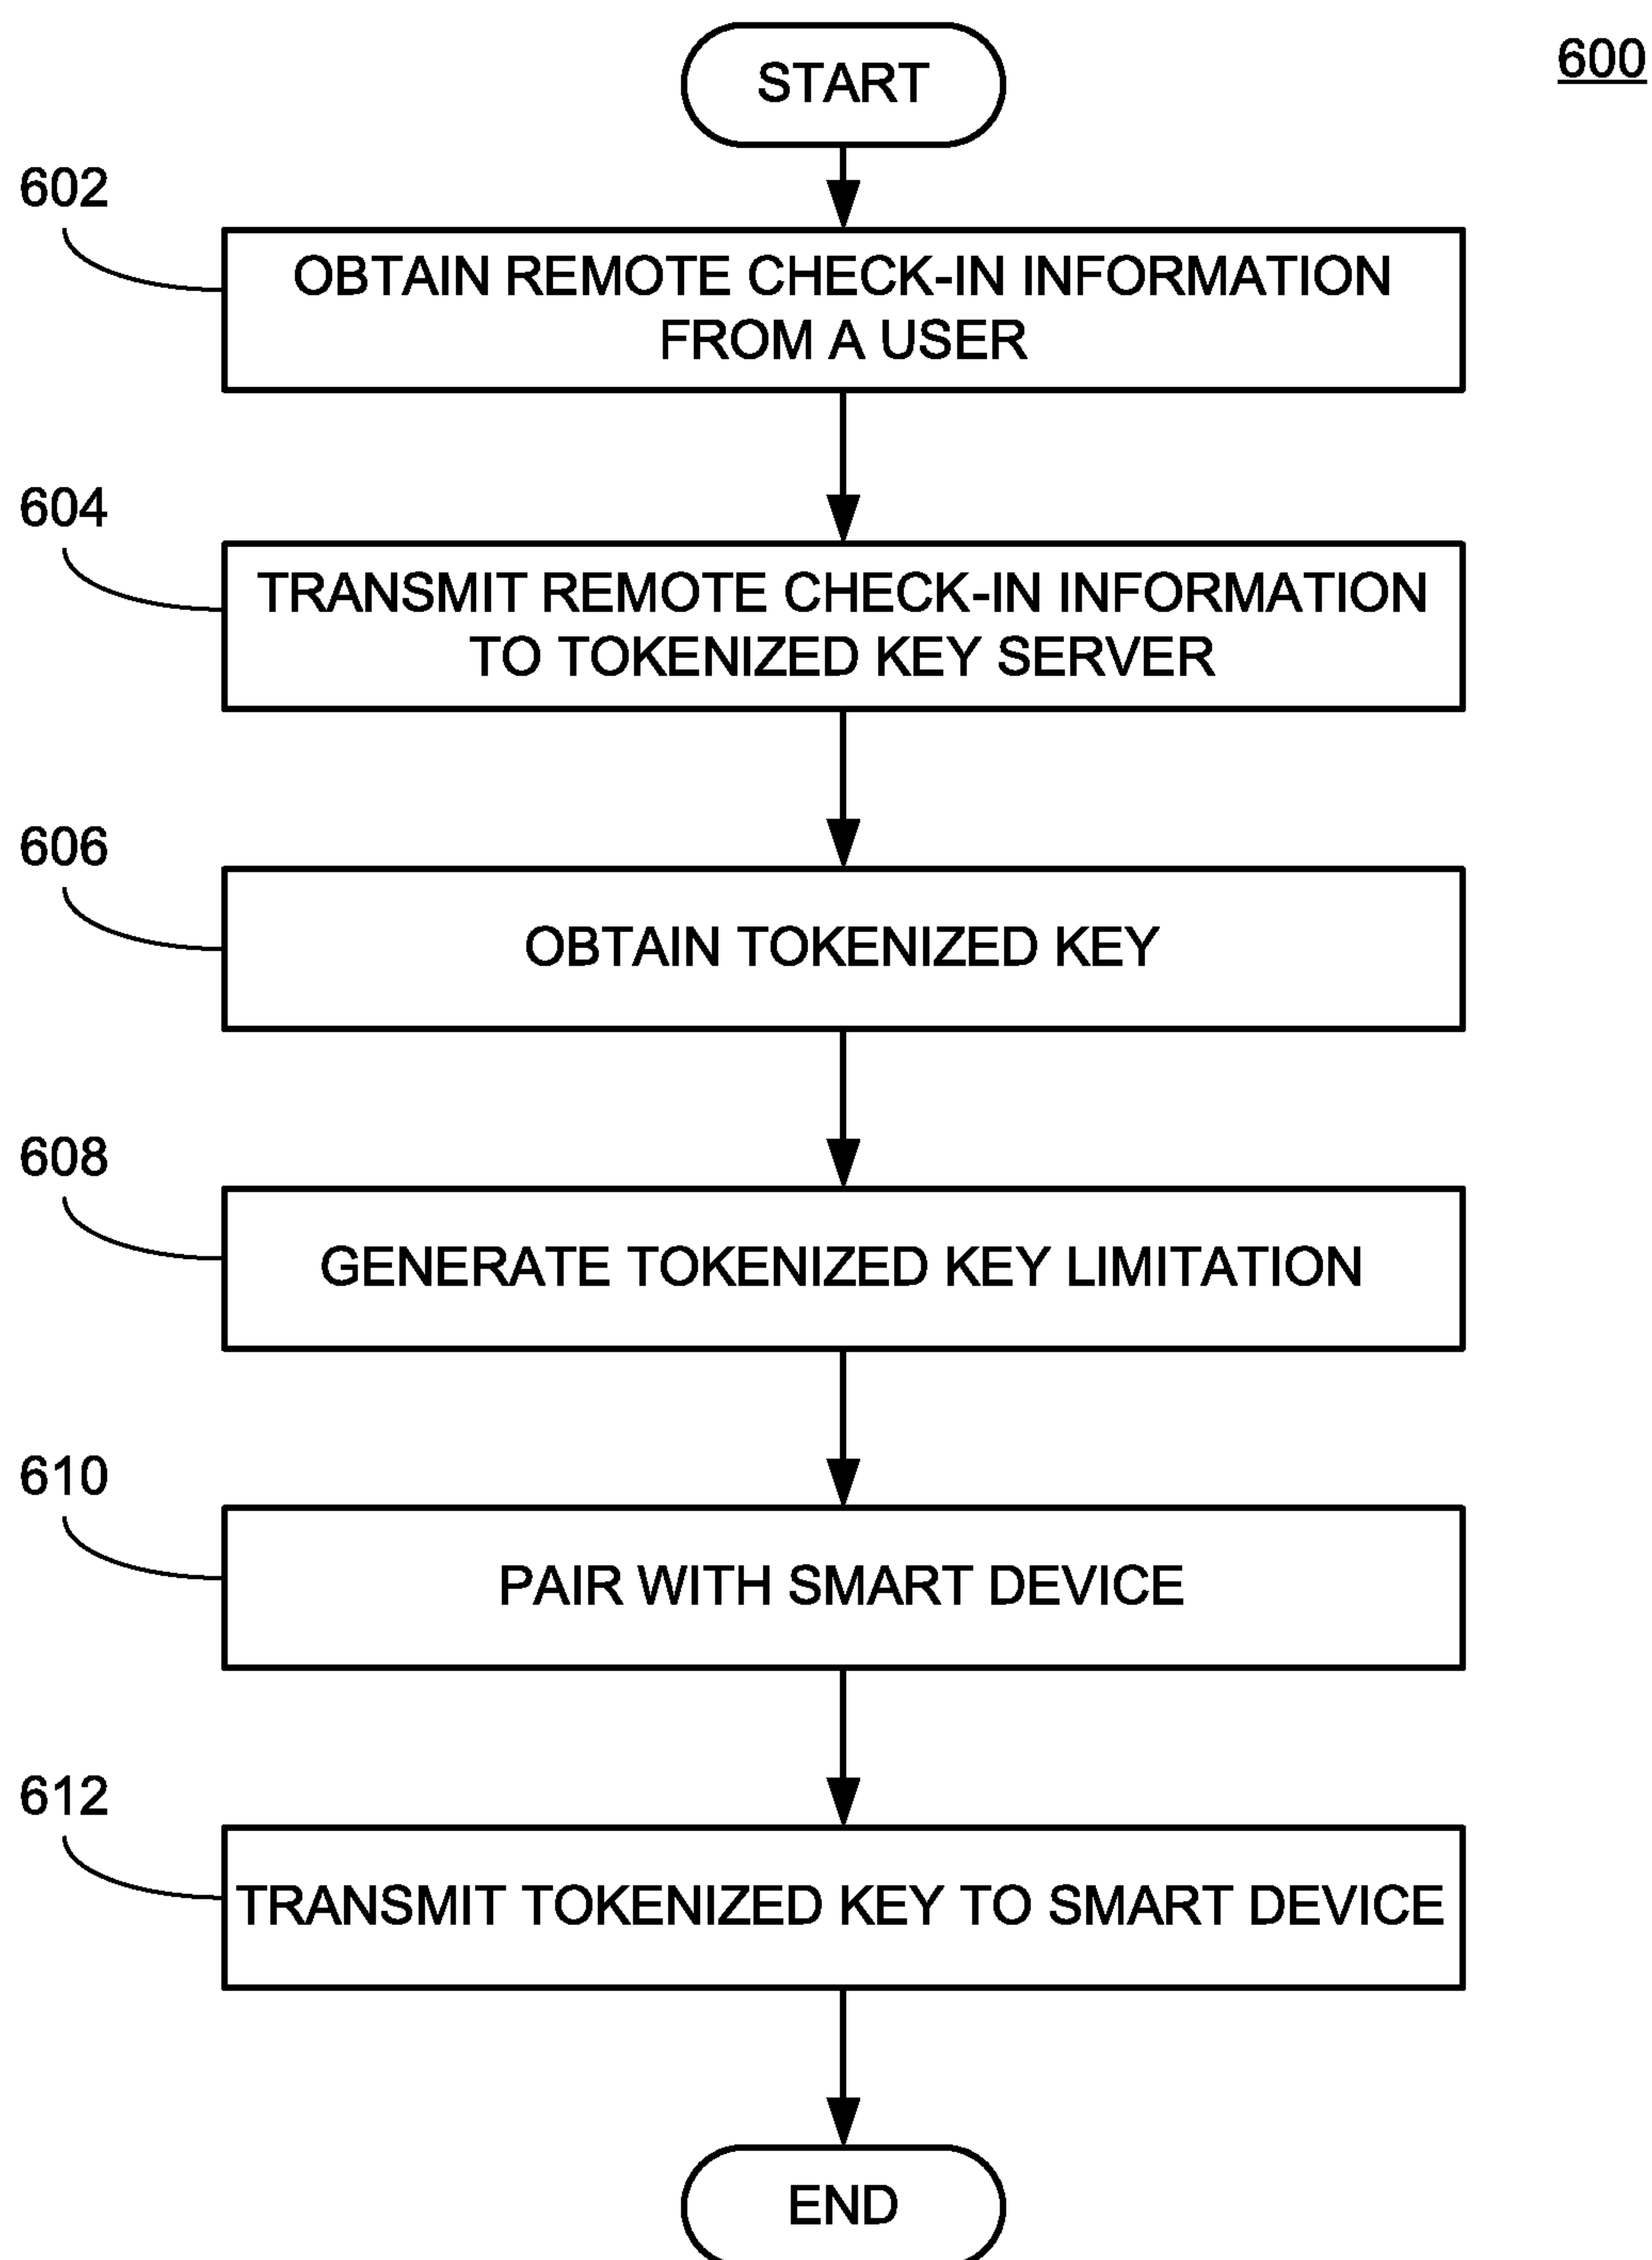 START
600
602
OBTAIN REMOTE CHECK-IN INFORMATION
FROM A USER
604
TRANSMIT REMOTE CHECK-IN INFORMATION
TO TOKENIZED KEY SERVER
606
OBTAIN TOKENIZED KEY
608
GENERATE TOKENIZED KEY LIMITATION
610
PAIR WITH SMART DEVICE
612
TRANSMIT TOKENIZED KEY TO SMART DEVICE
END